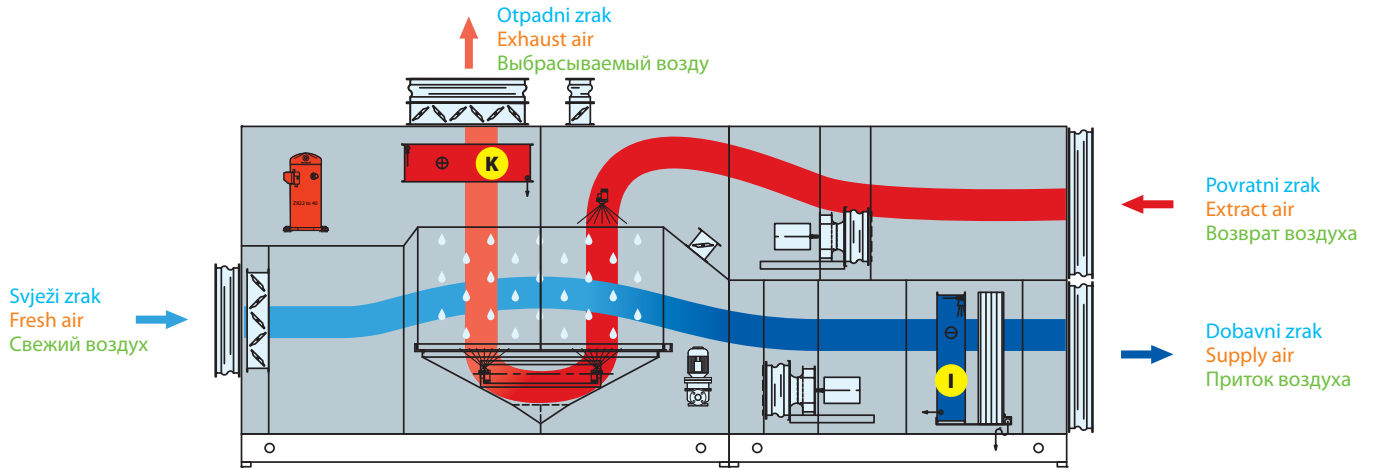 Otpadni zrak
Exhaust air
Выбрасываемый возду
K
Povratni zrak
Extract air
Возврат воздуха
Svježi zrak
Fresh air
Свежий воздух
Dobavni zrak
Supply air
Приток воздуха
I